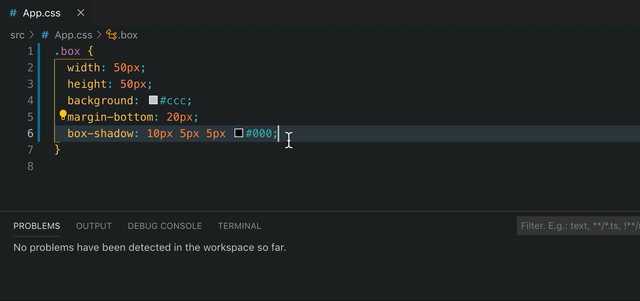 # App.css ×
src > # App.css > .box
1 .box {
2 width: 50px;
3 height: 50px;
4 background: #ccc;
5 margin-bottom: 20px;
6 box-shadow: 10px 5px 5px #000;
7 }
8
PROBLEMS OUTPUT DEBUG CONSOLE TERMINAL Filter. E.g.: text, **/*.ts, !**/
No problems have been detected in the workspace so far.